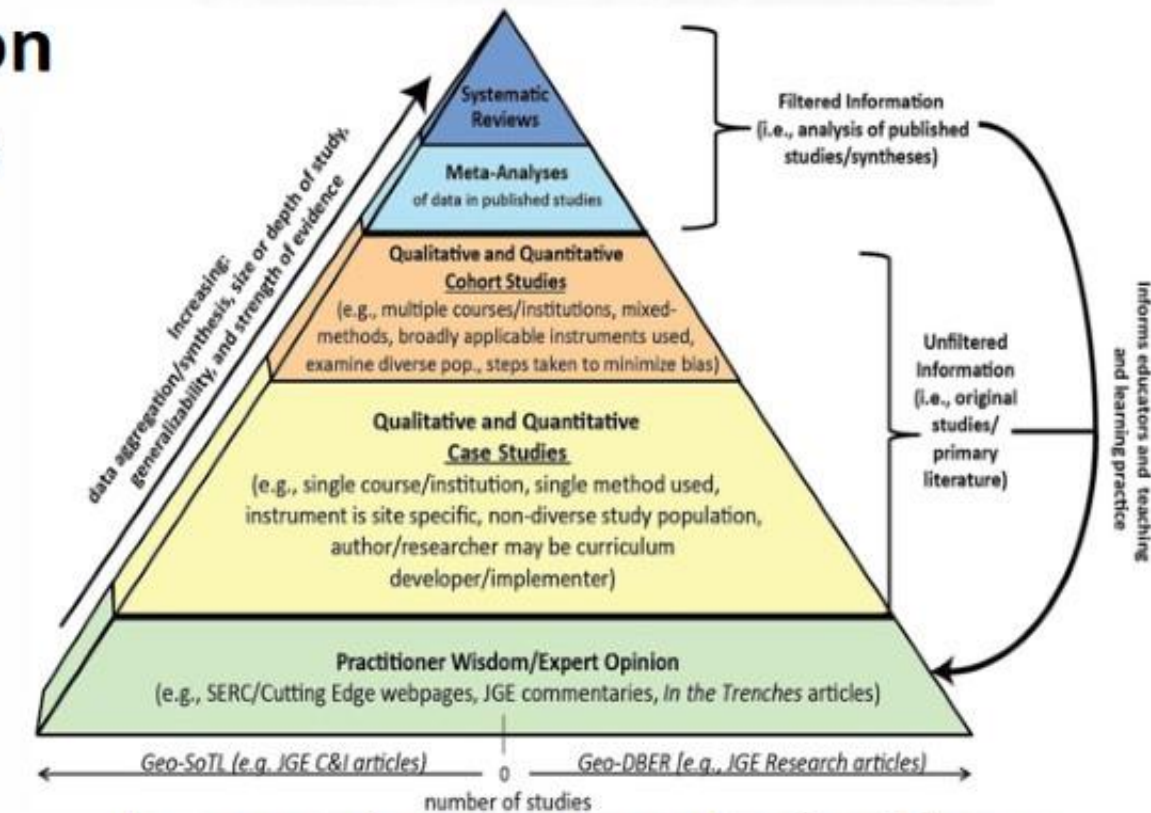 on
Systematic
Reviews
Meta-Analyses
of data in published studies
Qualitative and Quantitative
Cohort Studies
(e.g., multiple courses/institutions, mixed-
methods, broadly applicable instruments used,
examine diverse pop., steps taken to minimize bias)
Qualitative and Quantitative
Case Studies
(e.g., single course/institution, single method used,
instrument is site specific, non-diverse study population,
author/researcher may be curriculum
developer/implementer)
Practitioner Wisdom/Expert Opinion
(e.g., SERC/Cutting Edge webpages, JGE commentaries, In the Trenches articles)
Increasing:
data aggregation/synthesis, size or depth of study,
generalizability, and strength of evidence
Filtered Information
(i.e., analysis of published
studies/syntheses)
Unfiltered
Information
(i.e., original
studies/
primary
literature)
Informs educators and teaching
and learning practice
Geo-SoTL (e.g. JGE C&I articles)
0
Geo-DBER [e.g., JGE Research articles)
number of studies